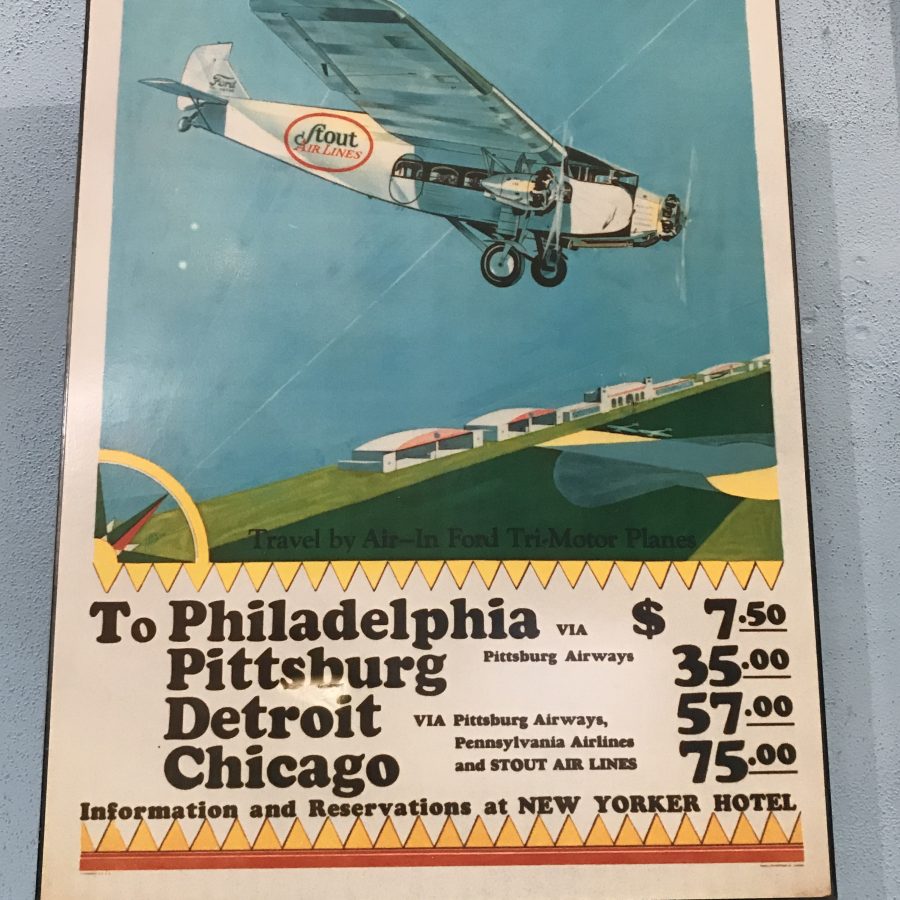 Ford
Stout
AIR LINES
Travel by Air—In Ford Tri-Motor Planes
To Philadelphia VIA $ 7.50
Pittsburg Pittsburg Airways 35.00
Detroit VIA Pittsburg Airways, 57.00
Pennsylvania Airlines
Chicago and STOUT AIR LINES 75.00
Information and Reservations at NEW YORKER HOTEL